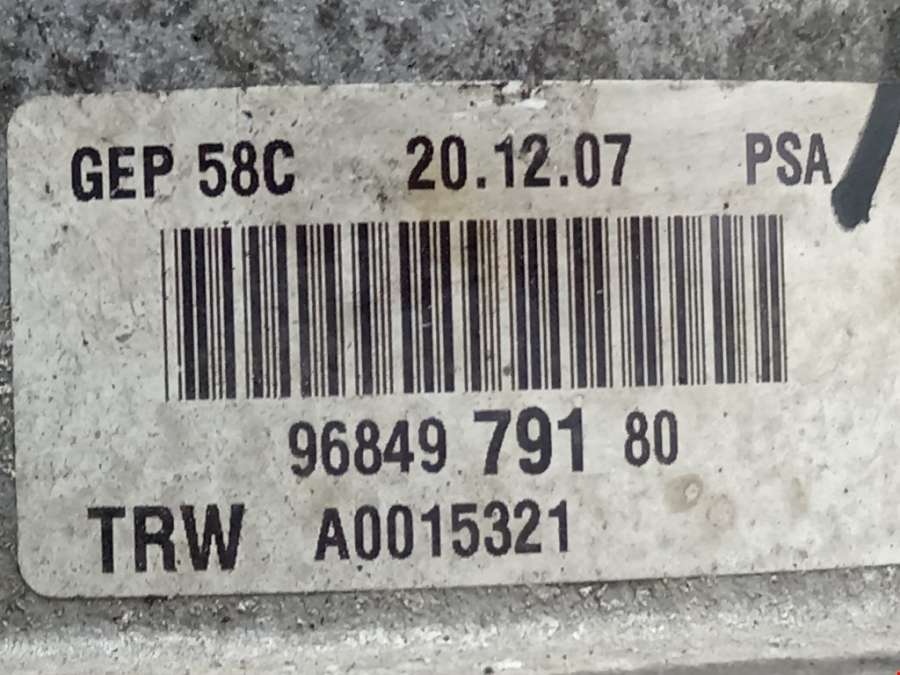 GEP 58C 20.12.07 PSA
96849 791 80
TRW A0015321